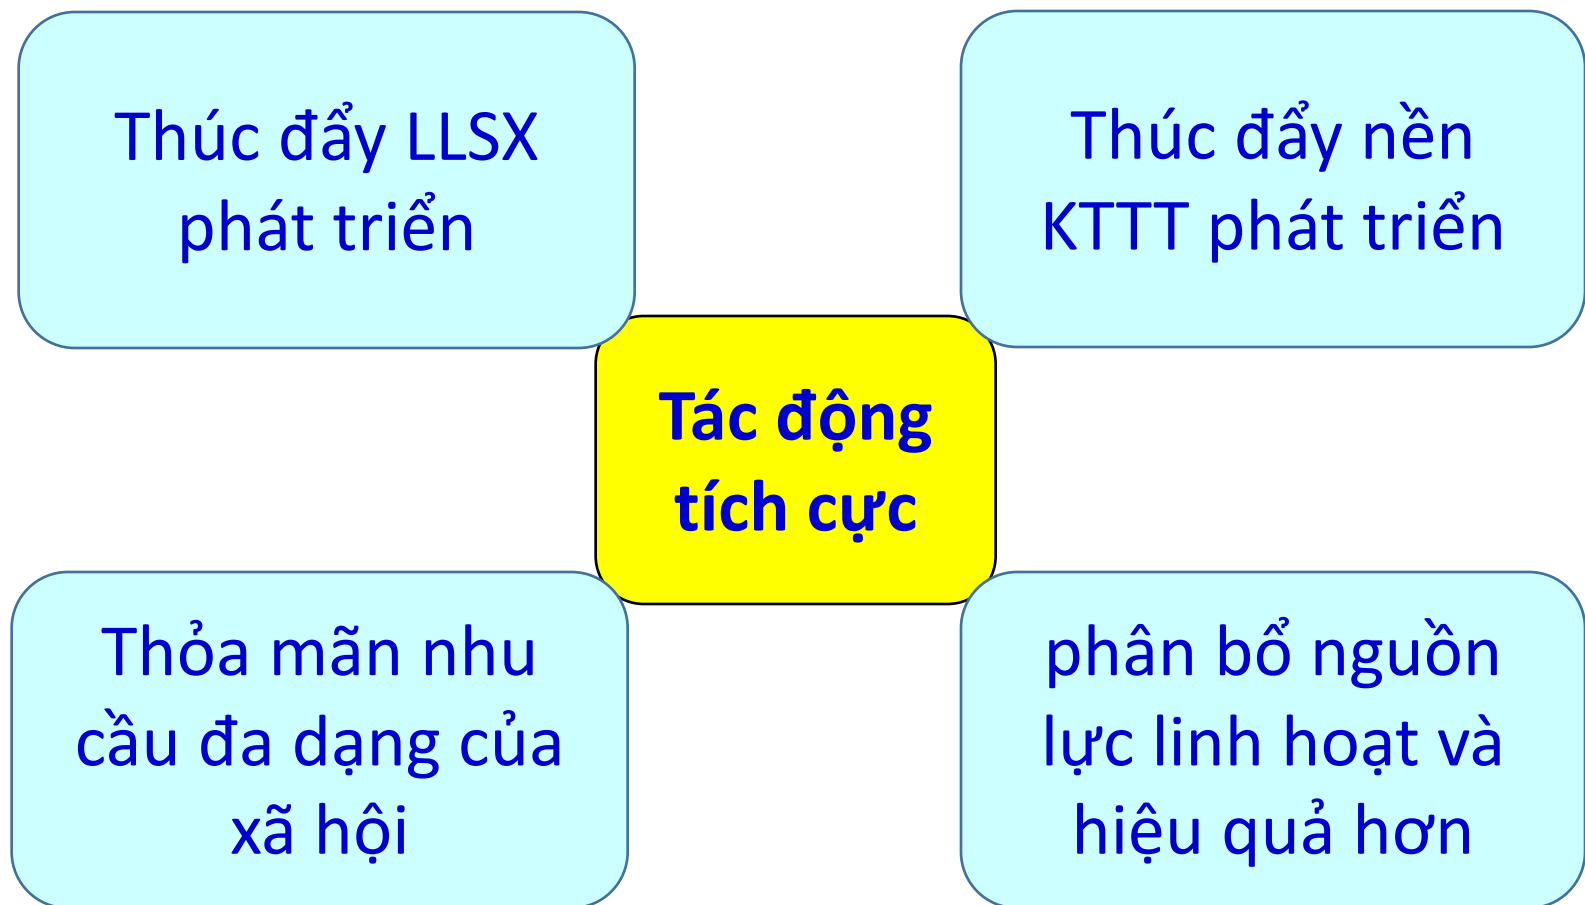 Thúc đẩy LLSX
phát triển
Thúc đẩy nền
KTTT phát triển
Tác động
tích cực
Thỏa mãn nhu
cầu đa dạng của
xã hội
phân bổ nguồn
lực linh hoạt và
hiệu quả hơn